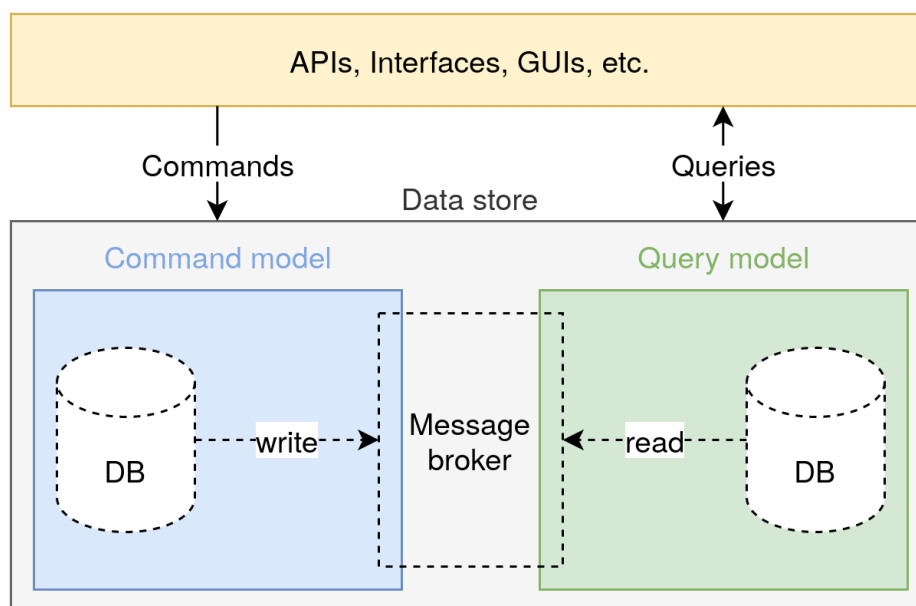 APIs, Interfaces, GUIs, etc.
Commands
Queries
Data store
Command model
Query model
DB
write
Message
broker
read
DB